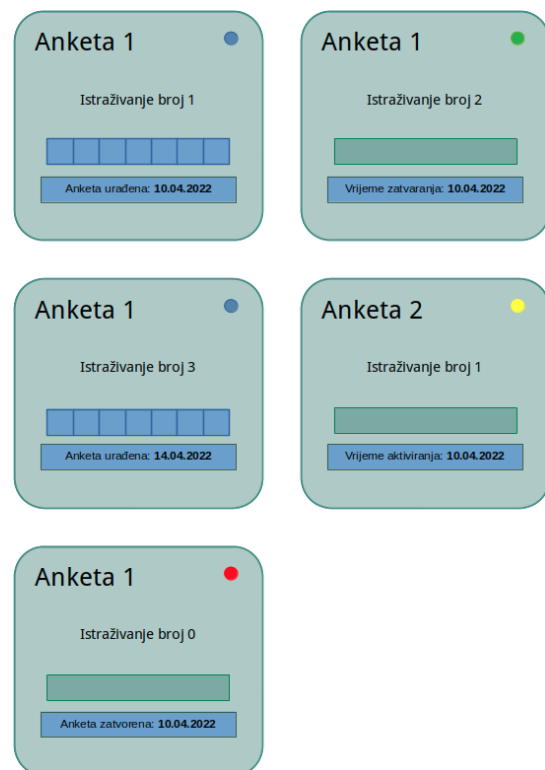 Anketa 1
Istraživanje broj 1
Anketa urađena: 10.04.2022
Anketa 1
Istraživanje broj 2
Vrijeme zatvaranja: 10.04.2022
Anketa 1
Istraživanje broj 3
Anketa urađena: 14.04.2022
Anketa 2
Istraživanje broj 1
Vrijeme aktiviranja: 10.04.2022
Anketa 1
Istraživanje broj 0
Anketa zatvorena: 10.04.2022